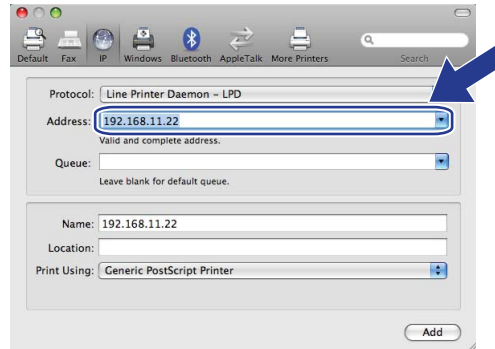 Default Fax IP Windows Bluetooth AppleTalk More Printers Search
Protocol: Line Printer Daemon – LPD
Address: 192.168.11.22
Valid and complete address.
Queue:
Leave blank for default queue.
Name: 192.168.11.22
Location:
Print Using: Generic PostScript Printer
Add